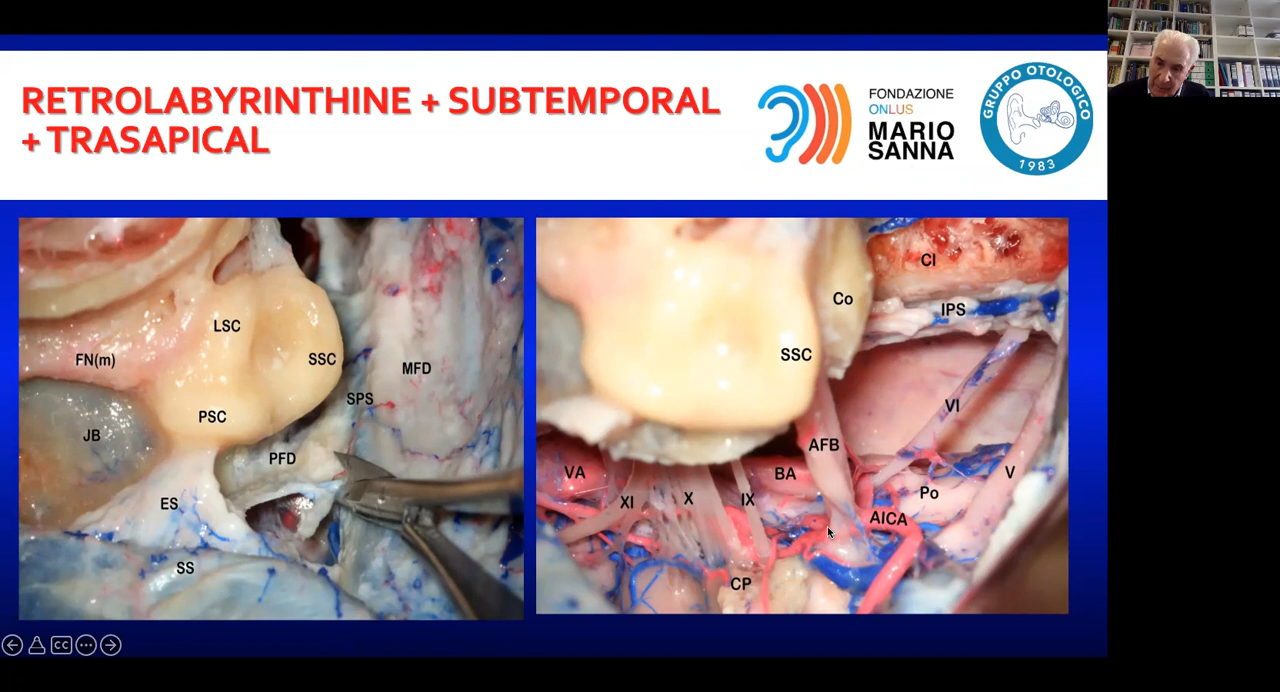 RETROLABYRINTHINE + SUBTEMPORAL
+ TRASAPICAL
FONDAZIONE
ONLUS
MARIO
SANNA
GRUPPO OTOLOGICO
1983
LSC
FN(m)
SSC
MFD
SPS
PSC
JB
PFD
ES
SS
CI
Co
IPS
SSC
VI
AFB
VA
BA
V
XI
X
IX
Po
AICA
CP
CC